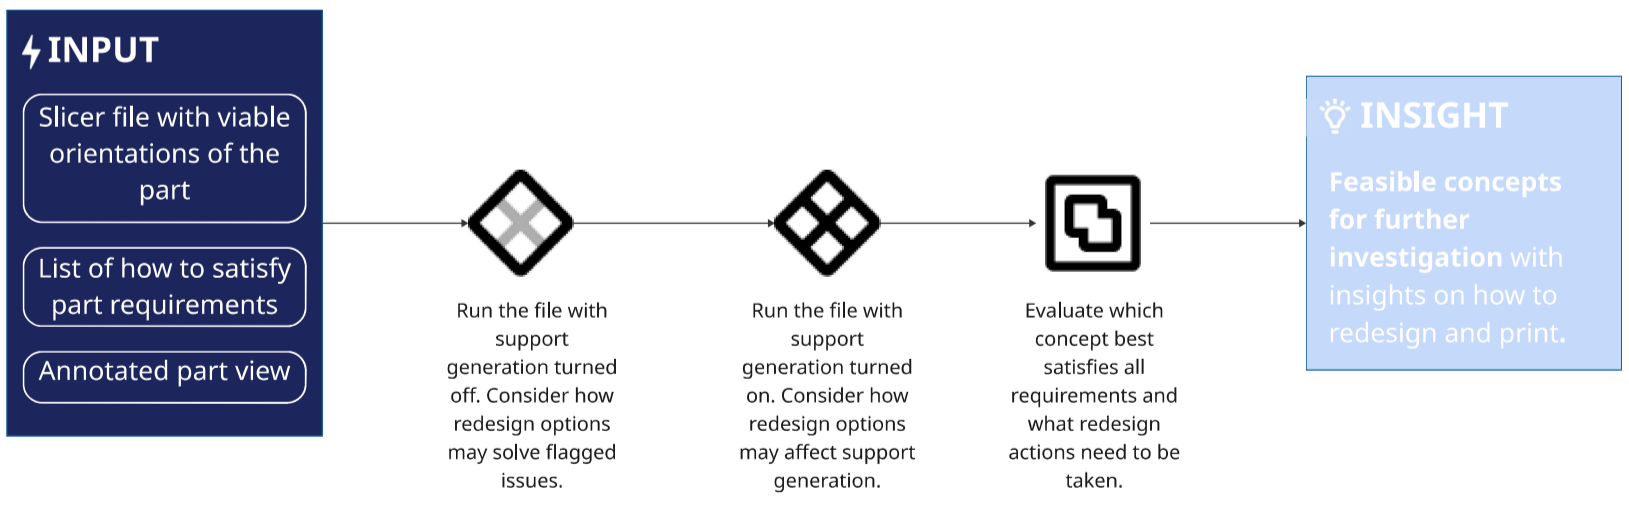 INPUT
Slicer file with viable
orientations of the
part
List of how to satisfy
part requirements
Annotated part view
Run the file with
support
generation turned
off. Consider how
redesign options
may solve flagged
issues.
Run the file with
support
generation turned
on. Consider how
redesign options
may affect support
generation.
Evaluate which
concept best
satisfies all
requirements and
what redesign
actions need to be
taken.
INSIGHT
Feasible concepts
for further
investigation with
insights on how to
redesign and print.